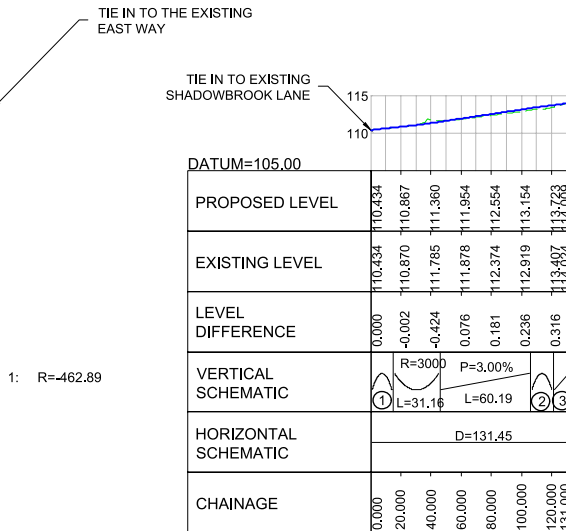 TIE IN TO THE EXISTING
EAST WAY
TIE IN TO EXISTING
SHADOWBROOK LANE
115
110
DATUM=105.00
PROPOSED LEVEL 110.434 110.867 111.360 111.954 112.554 113.154 113.723
EXISTING LEVEL 110.434 110.870 111.785 111.878 112.374 112.919 113.407
LEVEL
DIFFERENCE 0.000 -0.002 -0.424 0.076 0.181 0.236 0.316
1: R=-462.89
VERTICAL
SCHEMATIC
1 R=3000 L=31.16 P=3.00% L=60.19 2 3
HORIZONTAL
SCHEMATIC
D=131.45
CHAINAGE 0.000 20.000 40.000 60.000 80.000 100.000 120.000 131.000